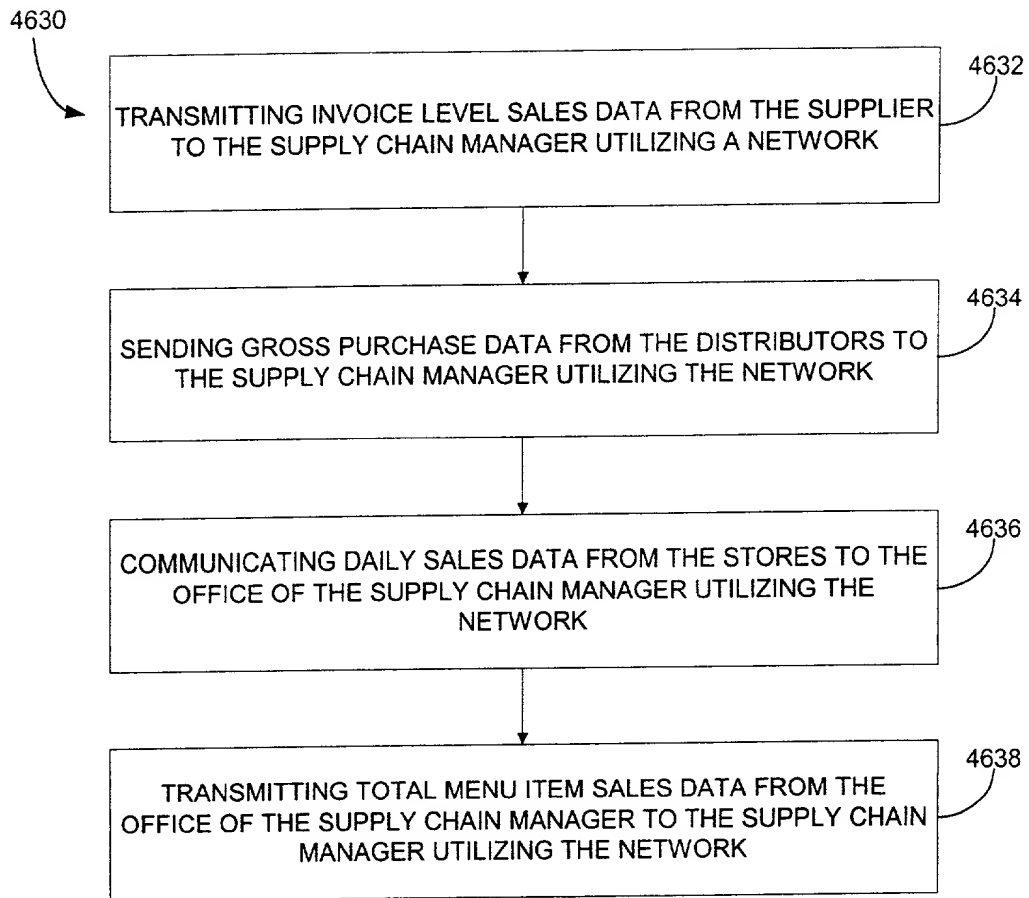 4630
4632
TRANSMITTING INVOICE LEVEL SALES DATA FROM THE SUPPLIER
TO THE SUPPLY CHAIN MANAGER UTILIZING A NETWORK
4634
SENDING GROSS PURCHASE DATA FROM THE DISTRIBUTORS TO
THE SUPPLY CHAIN MANAGER UTILIZING THE NETWORK
4636
COMMUNICATING DAILY SALES DATA FROM THE STORES TO THE
OFFICE OF THE SUPPLY CHAIN MANAGER UTILIZING THE
NETWORK
4638
TRANSMITTING TOTAL MENU ITEM SALES DATA FROM THE
OFFICE OF THE SUPPLY CHAIN MANAGER TO THE SUPPLY CHAIN
MANAGER UTILIZING THE NETWORK